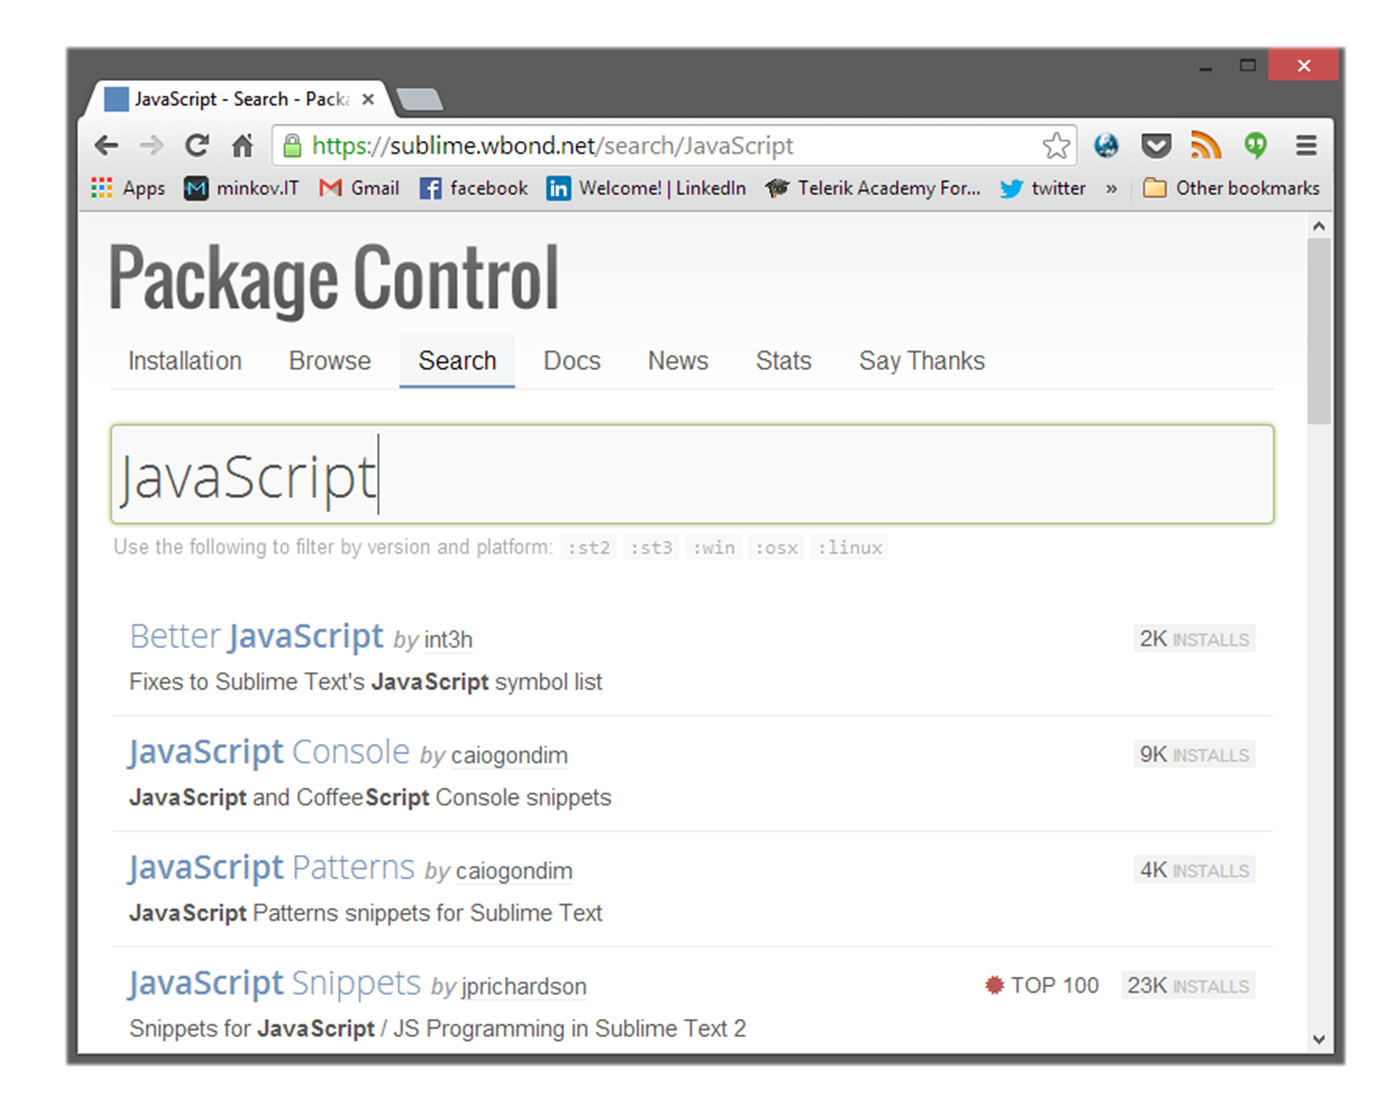 JavaScript - Search - Pack
https://sublime.wbond.net/search/JavaScript
Apps minkov.IT Gmail facebook Welcome! | LinkedIn Telerik Academy For... twitter » Other bookmarks
Package Control
Installation Browse Search Docs News Stats Say Thanks
JavaScript
Use the following to filter by version and platform: :st2 :st3 :win :osx :linux
Better JavaScript by int3h 2K INSTALLS
Fixes to Sublime Text's JavaScript symbol list
JavaScript Console by caiogondim 9K INSTALLS
JavaScript and CoffeeScript Console snippets
JavaScript Patterns by caiogondim 4K INSTALLS
JavaScript Patterns snippets for Sublime Text
JavaScript Snippets by jprichardson TOP 100 23K INSTALLS
Snippets for JavaScript / JS Programming in Sublime Text 2